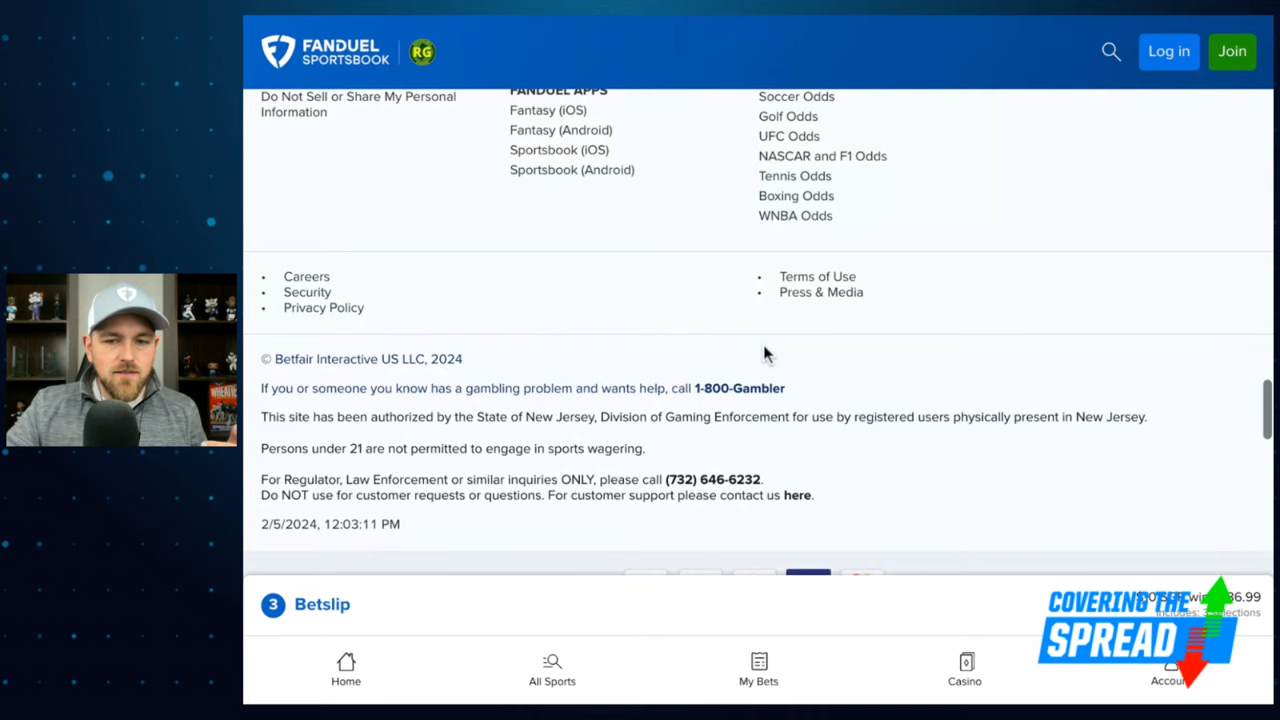 FANDUEL
SPORTSBOOK
RG
Log in
Join
Do Not Sell or Share My Personal
Information
FANDUEL APPS
Fantasy (iOS)
Fantasy (Android)
Sportsbook (iOS)
Sportsbook (Android)
Soccer Odds
Golf Odds
UFC Odds
NASCAR and F1 Odds
Tennis Odds
Boxing Odds
WNBA Odds
• Careers
• Security
• Privacy Policy
• Terms of Use
• Press & Media
© Betfair Interactive US LLC, 2024
If you or someone you know has a gambling problem and wants help, call 1-800-Gambler
This site has been authorized by the State of New Jersey, Division of Gaming Enforcement for use by registered users physically present in New Jersey.
Persons under 21 are not permitted to engage in sports wagering.
For Regulator, Law Enforcement or similar inquiries ONLY, please call (732) 646-6232.
Do NOT use for customer requests or questions. For customer support please contact us here.
2/5/2024, 12:03:11 PM
3 Betslip
COVERING THE
SPREAD
Home
All Sports
My Bets
Casino
WHEATIES